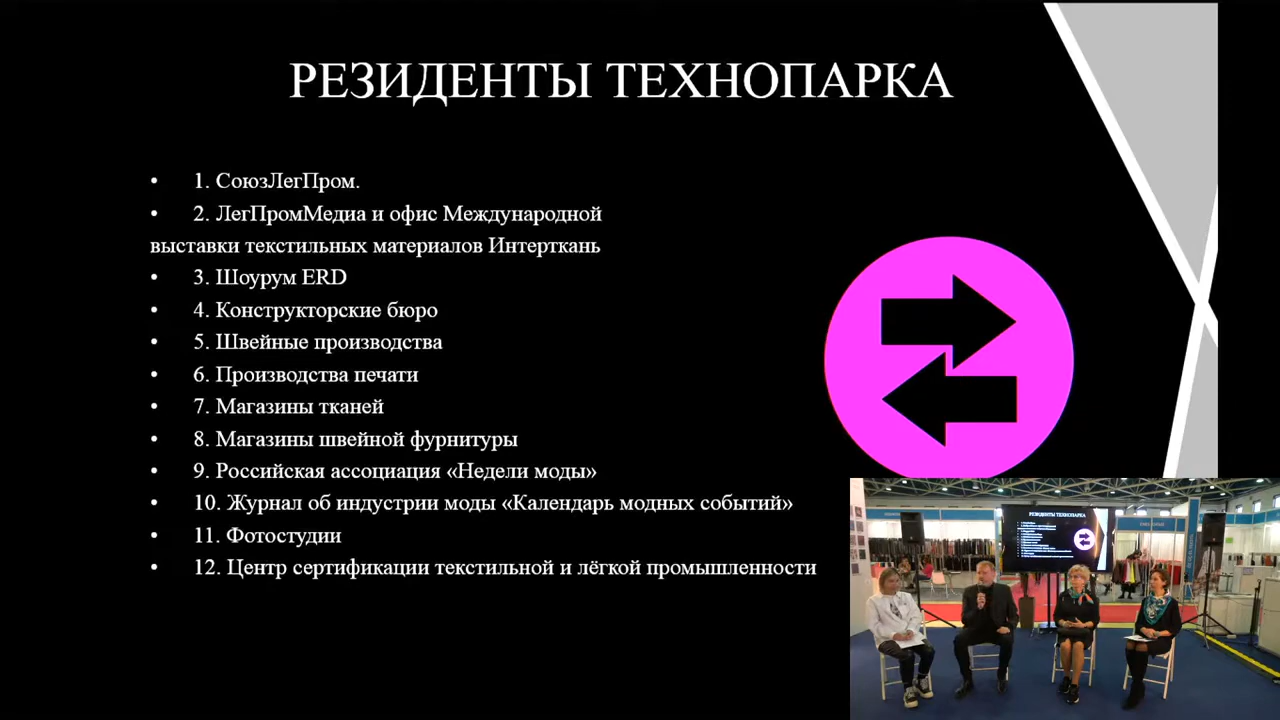 РЕЗИДЕНТЫ ТЕХНОПАРКА
• 1. СоюзЛегПром.
• 2. ЛегПромМедиа и офис Международной
выставки текстильных материалов Интерткань
• 3. Шоурум ERD
• 4. Конструкторские бюро
• 5. Швейные производства
• 6. Производства печати
• 7. Магазины тканей
• 8. Магазины швейной фурнитуры
• 9. Российская ассоциация «Недели моды»
• 10. Журнал об индустрии моды «Календарь модных событий»
• 11. Фотостудии
• 12. Центр сертификации текстильной и лёгкой промышленности
РЕЗИДЕНТЫ ТЕХНОПАРКА